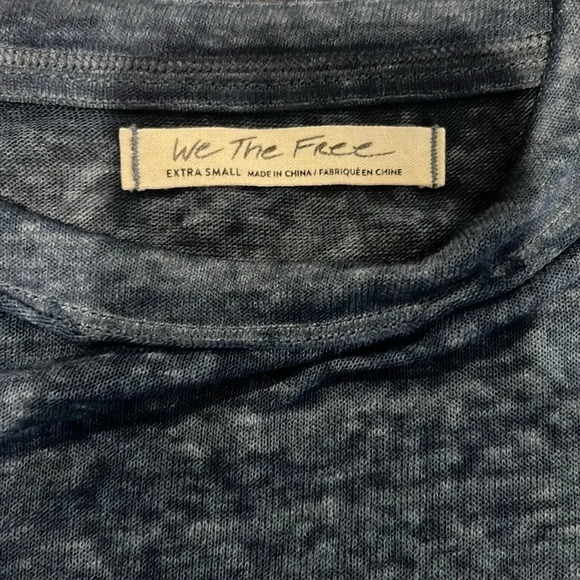 We The Free
EXTRA SMALL MADE IN CHINA / FABRIQUÉ EN CHINE